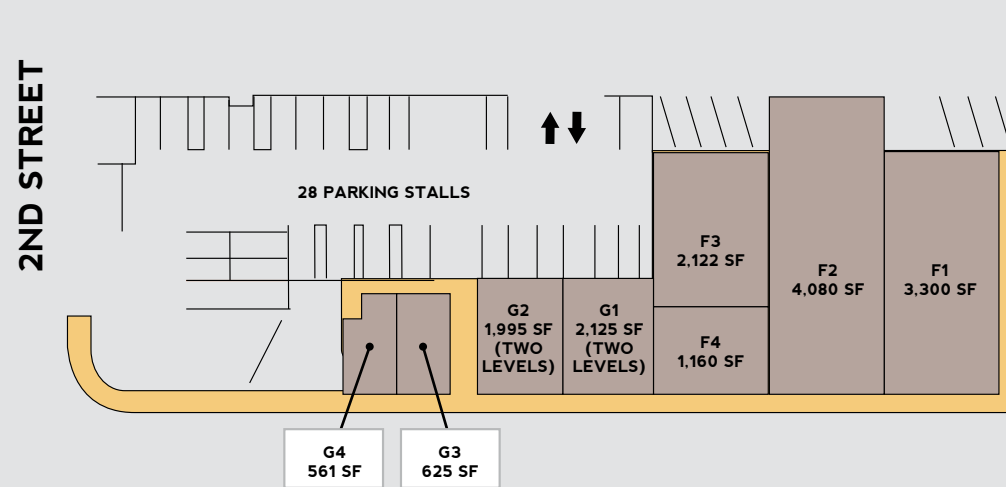 2ND STREET
28 PARKING STALLS
F3
2,122 SF
F2
4,080 SF
F1
3,300 SF
G2
1,995 SF
(TWO
LEVELS)
G1
2,125 SF
(TWO
LEVELS)
F4
1,160 SF
G4
561 SF
G3
625 SF